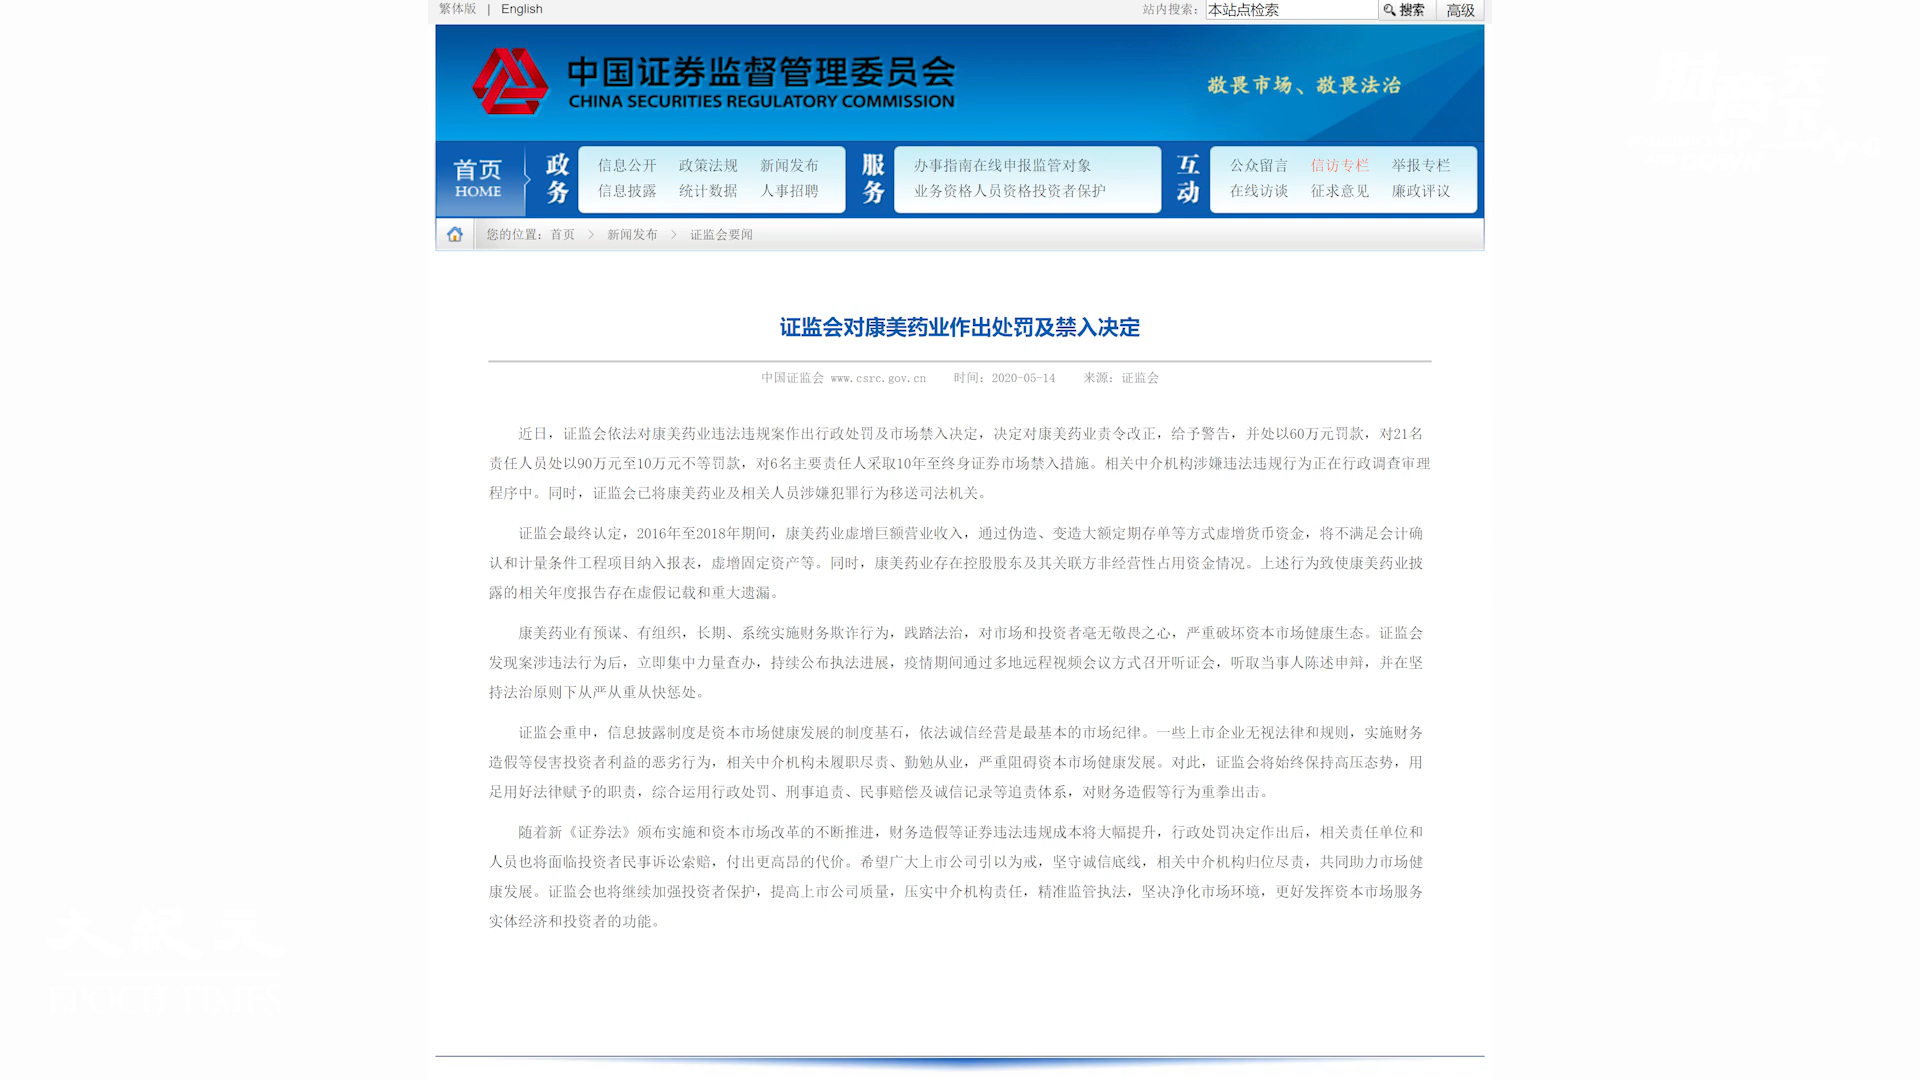 繁体版 | English
站内搜索： 本站点检索 搜索 高级
中国证券监督管理委员会
CHINA SECURITIES REGULATORY COMMISSION
敬畏市场、敬畏法治
首页
HOME
政务
信息公开 政策法规 新闻发布
信息披露 统计数据 人事招聘
服务
办事指南在线申报监管对象
业务资格人员资格投资者保护
互动
公众留言 信访专栏 举报专栏
在线访谈 征求意见 廉政评议
您的位置：首页 > 新闻发布 > 证监会要闻
证监会对康美药业作出处罚及禁入决定
中国证监会 www.csrc.gov.cn 时间：2020-05-14 来源：证监会
近日，证监会依法对康美药业违法违规案作出行政处罚及市场禁入决定，决定对康美药业责令改正，给予警告，并处以60万元罚款，对21名
责任人员处以90万元至10万元不等罚款，对6名主要责任人采取10年至终身证券市场禁入措施。相关中介机构涉嫌违法违规行为正在行政调查审理
程序中。同时，证监会已将康美药业及相关人员涉嫌犯罪行为移送司法机关。
证监会最终认定，2016年至2018年期间，康美药业虚增巨额营业收入，通过伪造、变造大额定期存单等方式虚增货币资金，将不满足会计确
认和计量条件工程项目纳入报表，虚增固定资产等。同时，康美药业存在控股股东及其关联方非经营性占用资金情况。上述行为致使康美药业披
露的相关年度报告存在虚假记载和重大遗漏。
康美药业有预谋、有组织，长期、系统实施财务欺诈行为，践踏法治，对市场和投资者毫无敬畏之心，严重破坏资本市场健康生态。证监会
发现案涉违法行为后，立即集中力量查办，持续公布执法进展，疫情期间通过多地远程视频会议方式召开听证会，听取当事人陈述申辩，并在坚
持法治原则下从严从重从快惩处。
证监会重申，信息披露制度是资本市场健康发展的制度基石，依法诚信经营是最基本的市场纪律。一些上市企业无视法律和规则，实施财务
造假等侵害投资者利益的恶劣行为，相关中介机构未履职尽责、勤勉从业，严重阻碍资本市场健康发展。对此，证监会将始终保持高压态势，用
足用好法律赋予的职责，综合运用行政处罚、刑事追责、民事赔偿及诚信记录等追责体系，对财务造假等行为重拳出击。
随着新《证券法》颁布实施和资本市场改革的不断推进，财务造假等证券违法违规成本将大幅提升，行政处罚决定作出后，相关责任单位和
人员也将面临投资者民事诉讼索赔，付出更高昂的代价。希望广大上市公司引以为戒，坚守诚信底线，相关中介机构归位尽责，共同助力市场健
康发展。证监会也将继续加强投资者保护，提高上市公司质量，压实中介机构责任，精准监管执法，坚决净化市场环境，更好发挥资本市场服务
实体经济和投资者的功能。
大紀元
EPOCH TIMES